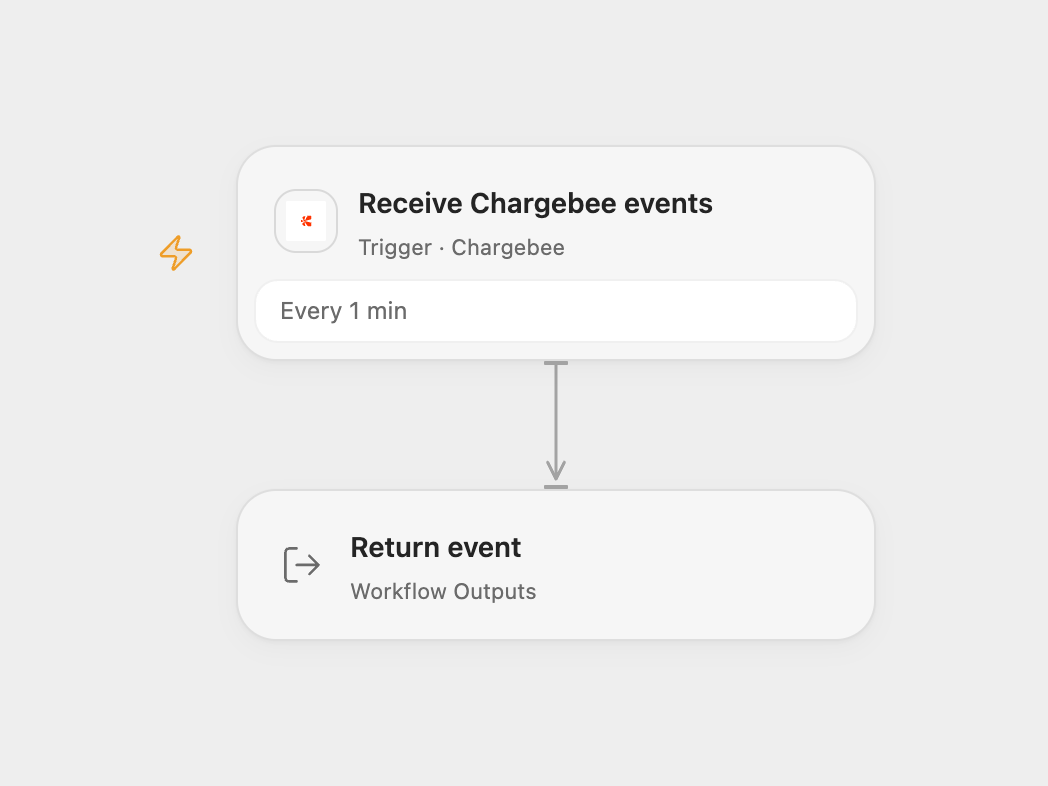 Receive Chargebee events
Trigger · Chargebee
Every 1 min
Return event
Workflow Outputs